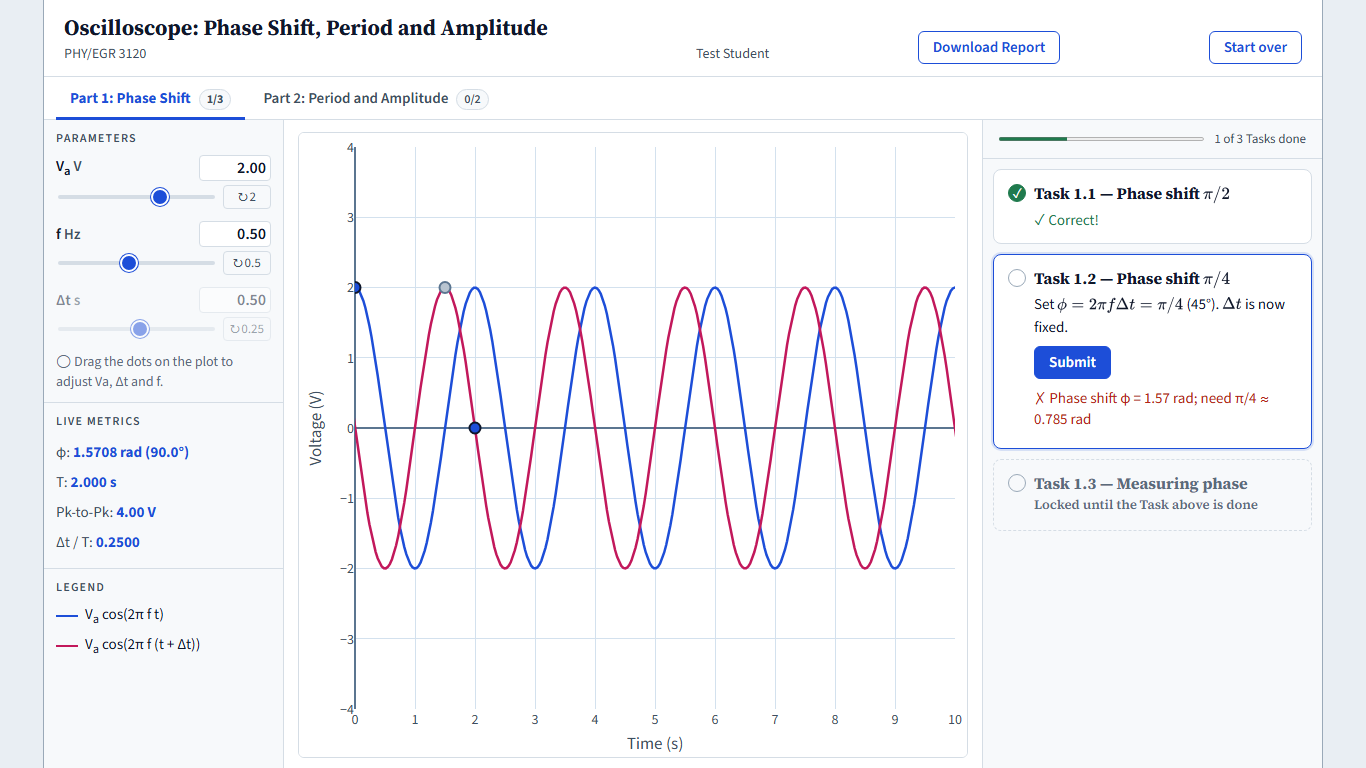 Oscilloscope: Phase Shift, Period and Amplitude
PHY/EGR 3120
Test Student
Download Report
Start over
Part 1: Phase Shift 1/3
Part 2: Period and Amplitude 0/2
PARAMETERS
Va V 2.00
↻2
f Hz 0.50
↻0.5
Δt s 0.50
↻0.25
◯ Drag the dots on the plot to
adjust Va, Δt and f.
LIVE METRICS
ϕ: 1.5708 rad (90.0°)
T: 2.000 s
Pk-to-Pk: 4.00 V
Δt / T: 0.2500
LEGEND
Va cos(2π f t)
Va cos(2π f (t + Δt))
4
3
2
1
0
−1
−2
−3
−4
Voltage (V)
0 1 2 3 4 5 6 7 8 9 10
Time (s)
1 of 3 Tasks done
✓ Task 1.1 — Phase shift π/2
✓ Correct!
Task 1.2 — Phase shift π/4
Set ϕ = 2πfΔt = π/4 (45°). Δt is now
fixed.
Submit
✗ Phase shift ϕ = 1.57 rad; need π/4 ≈
0.785 rad
Task 1.3 — Measuring phase
Locked until the Task above is done